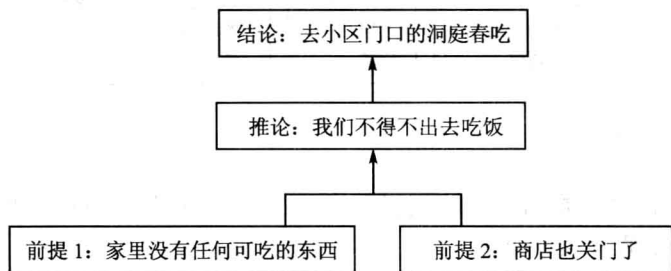 结论：去小区门口的洞庭春吃
推论：我们不得不出去吃饭
前提1：家里没有任何可吃的东西
前提2：商店也关门了